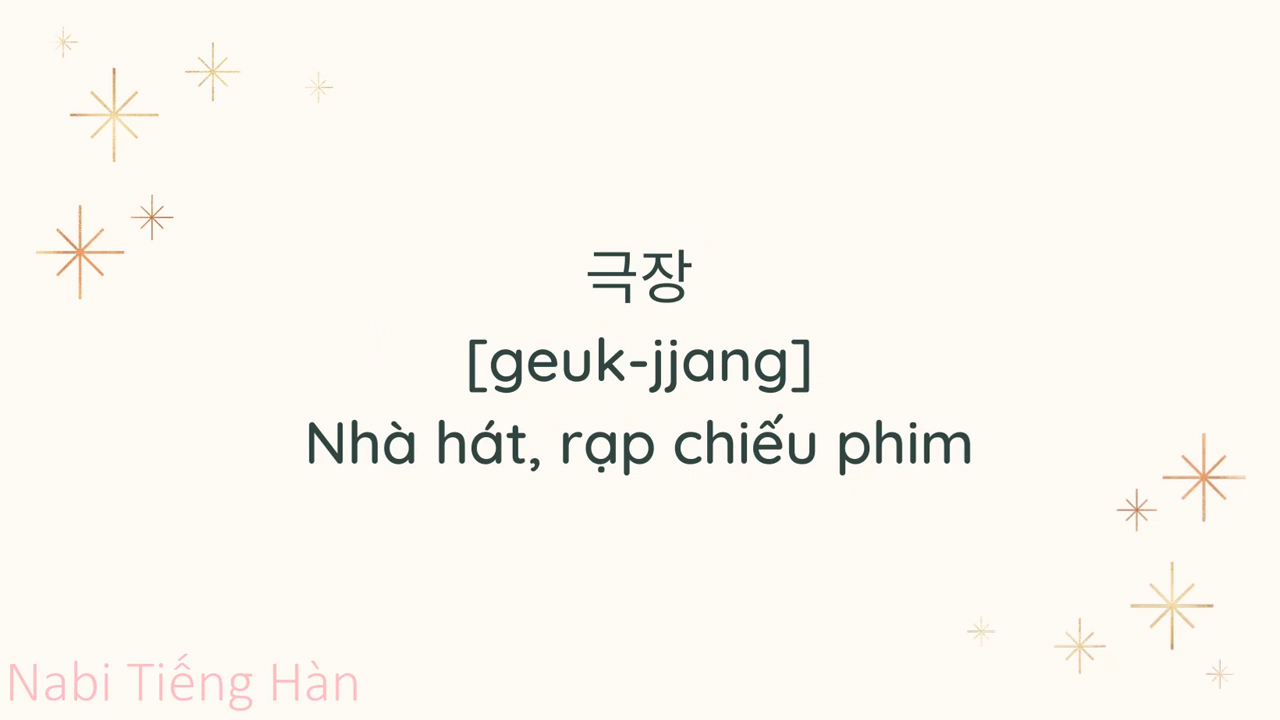 극장
[geuk-jjang]
Nhà hát, rạp chiếu phim
Nabi Tiếng Hàn